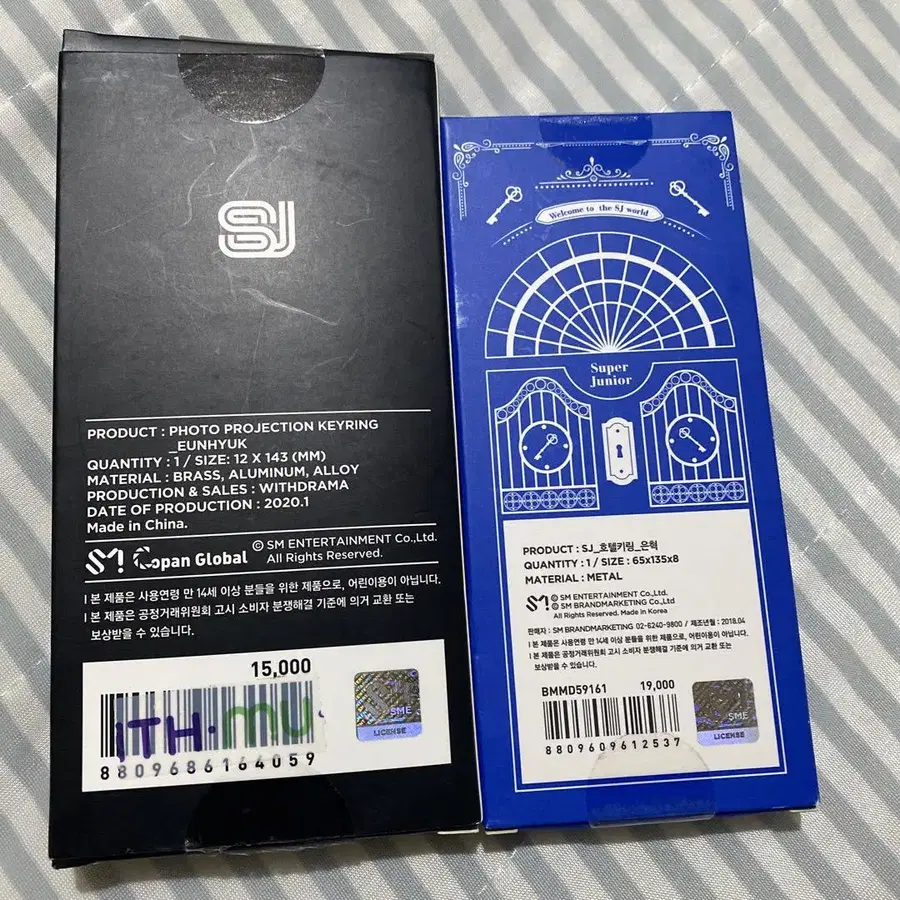 SJ
PRODUCT : PHOTO PROJECTION KEYRING
_EUNHYUK
QUANTITY : 1 / SIZE: 12 X 143 (MM)
MATERIAL : BRASS, ALUMINUM, ALLOY
PRODUCTION & SALES : WITHDRAMA
DATE OF PRODUCTION : 2020.1
Made in China.
SM! Copan Global © SM ENTERTAINMENT Co.,Ltd.
All Rights Reserved.
I 본 제품은 사용연령 만 14세 이상 분들을 위한 제품으로, 어린이용이 아닙니다.
I 본 제품은 공정거래위원회 고시 소비자 분쟁해결 기준에 의거 교환 또는
보상받을 수 있습니다.
15,000
ITH·MU
8809686164059
SME
LICENSE
Welcome to the SJ world
Super
Junior
PRODUCT : SJ_호텔키링_은혁
QUANTITY : 1 / SIZE : 65x135x8
MATERIAL : METAL
SM! © SM ENTERTAINMENT Co.,Ltd.
© SM BRANDMARKETING Co.,Ltd
All Rights Reserved. Made in Korea
판매자 : SM BRANDMARKETING 02-6240-9800 / 제조년월 : 2018.04
I 본 제품은 사용연령 만 14세 이상 분들을 위한 제품으로, 어린이용이 아닙니다.
I 본 제품은 공정거래위원회 고시 소비자 분쟁해결 기준에 의거 교환 또는
보상받을 수 있습니다.
BMMD59161 19,000
8809609612537
SME
LICENSE